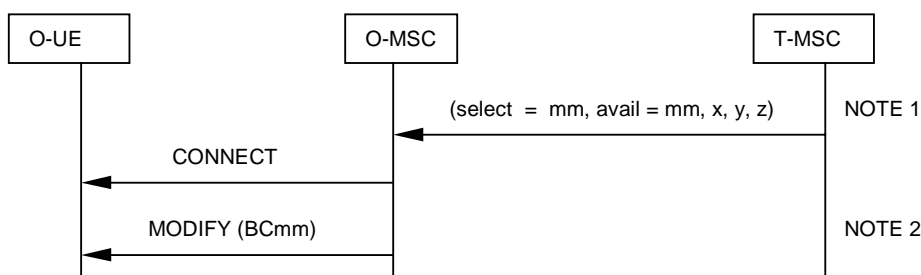 O-UE
O-MSC
T-MSC
(select = mm, avail = mm, x, y, z)
NOTE 1
CONNECT
MODIFY (BCmm)
NOTE 2